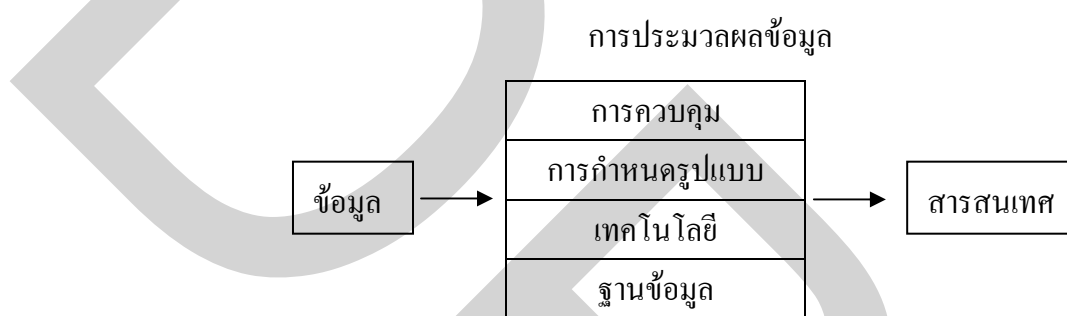 การประมวลผลข้อมูล
การควบคุม
การกำหนดรูปแบบ
ข้อมูล
สารสนเทศ
เทคโนโลยี
ฐานข้อมูล